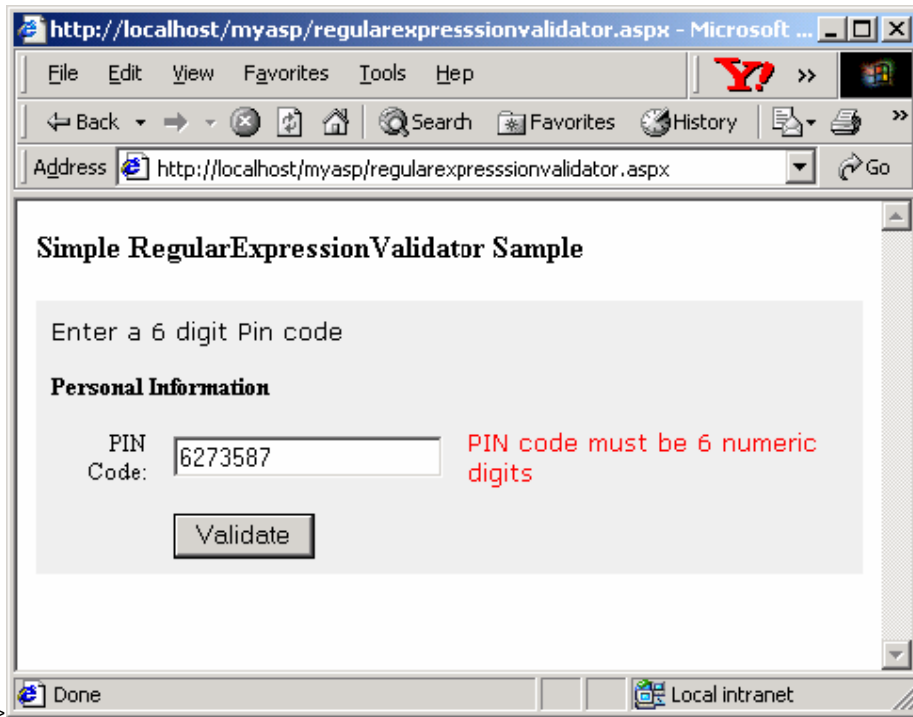 http://localhost/myasp/regularexpresssionvalidator.aspx - Microsoft ...
File Edit View Favorites Tools Hep
Y! »
Back Search Favorites History »
Address http://localhost/myasp/regularexpresssionvalidator.aspx Go
Simple RegularExpressionValidator Sample
Enter a 6 digit Pin code
Personal Information
PIN
Code:
6273587
PIN code must be 6 numeric
digits
Validate
Done Local intranet
>